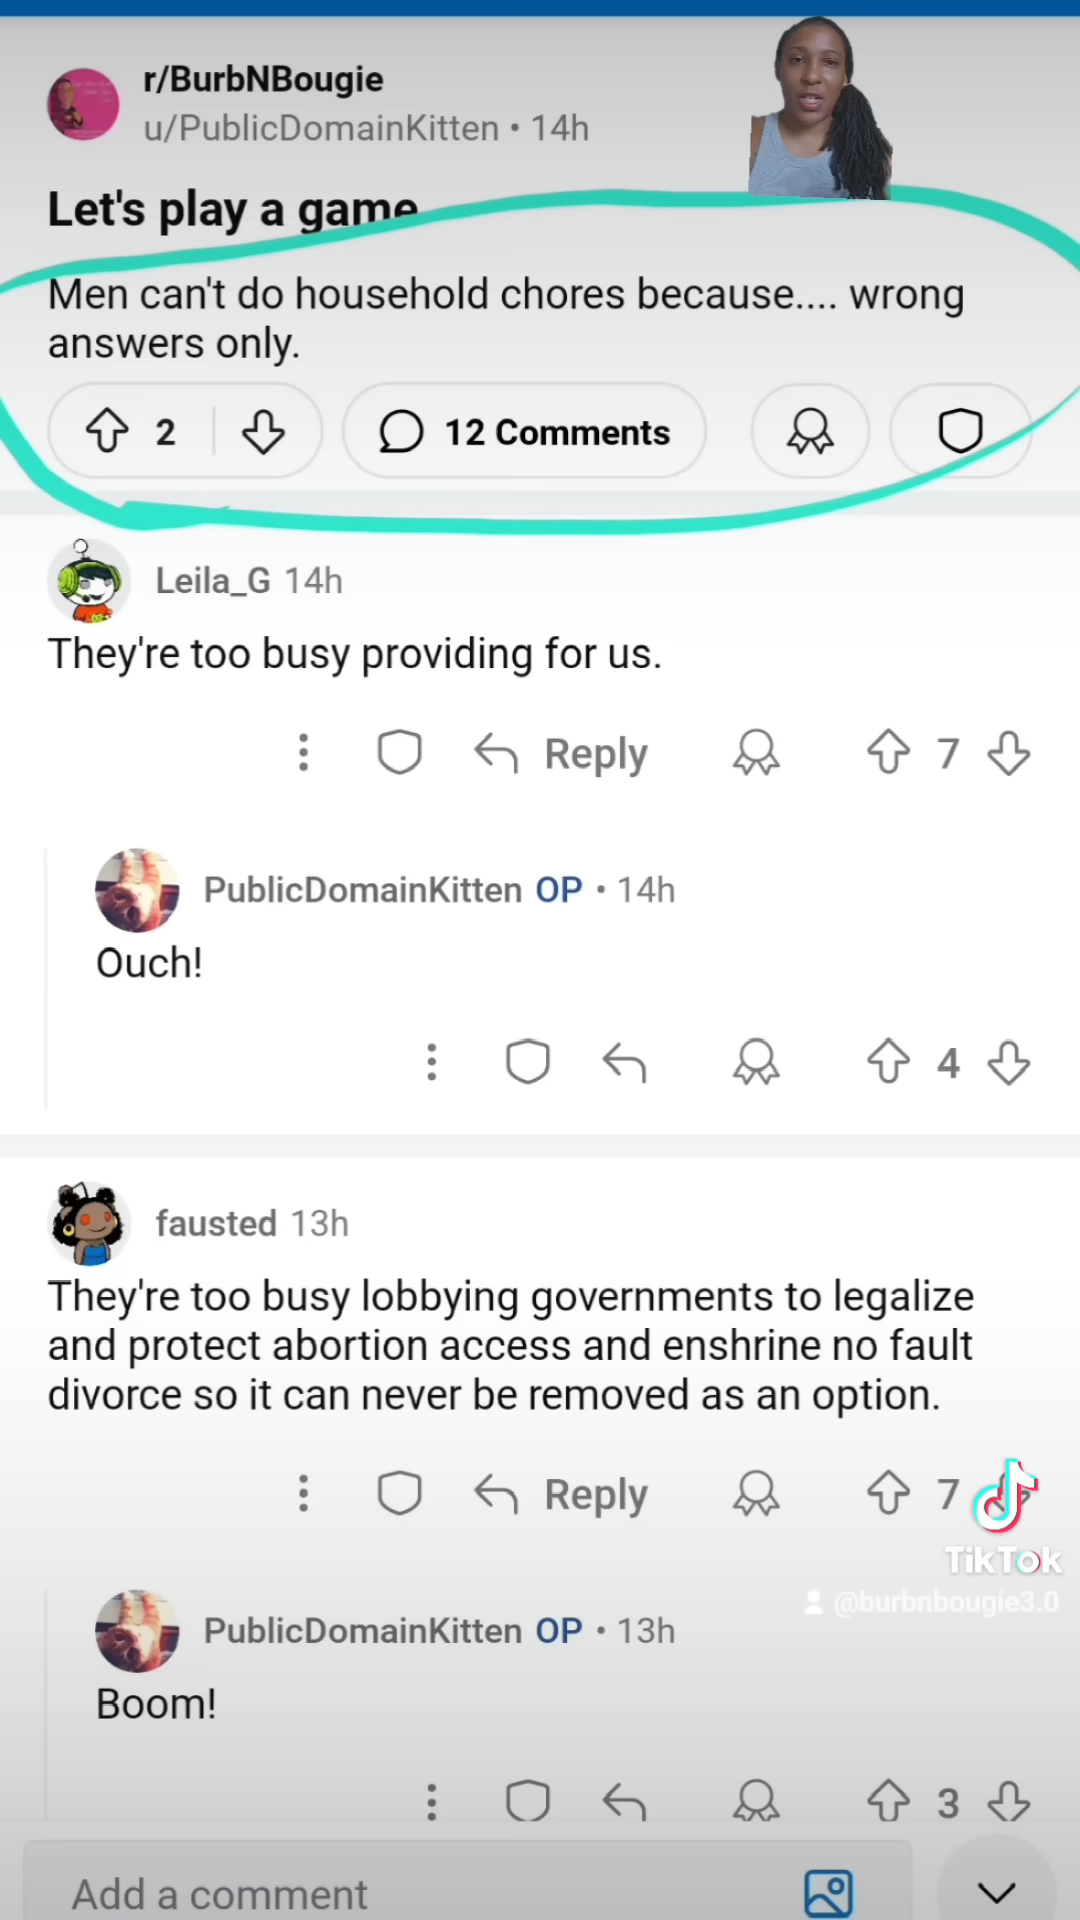 r/BurbNBougie
u/PublicDomainKitten • 14h
Let's play a game
Men can't do household chores because.... wrong
answers only.
2
12 Comments
Leila_G 14h
They're too busy providing for us.
Reply
7
PublicDomainKitten OP • 14h
Ouch!
4
fausted 13h
They're too busy lobbying governments to legalize
and protect abortion access and enshrine no fault
divorce so it can never be removed as an option.
Reply
7
TikTok
@burbnbougie3.0
PublicDomainKitten OP • 13h
Boom!
3
Add a comment